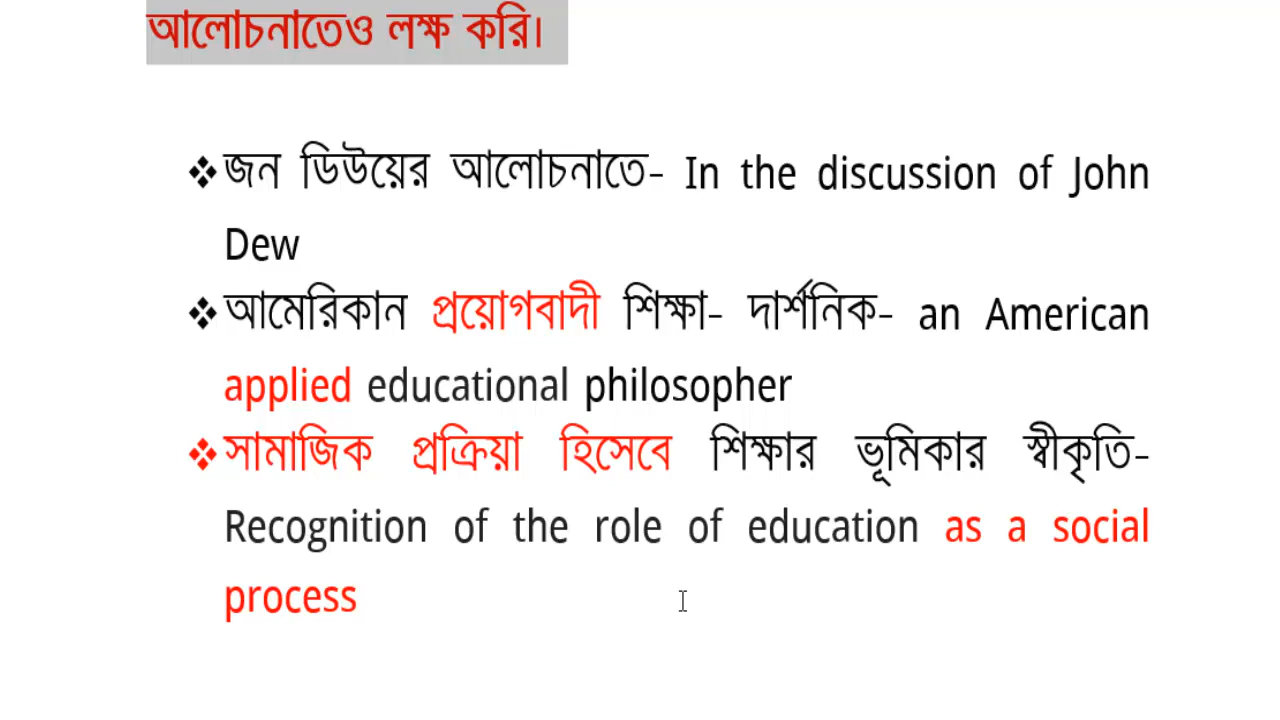 আলোচনাতেও লক্ষ করি।
❖জন ডিউয়ের আলোচনাতে- In the discussion of John
Dew
❖আমেরিকান প্রয়োগবাদী শিক্ষা- দার্শনিক- an American
applied educational philosopher
❖সামাজিক প্রক্রিয়া হিসেবে শিক্ষার ভূমিকার স্বীকৃতি-
Recognition of the role of education as a social
process